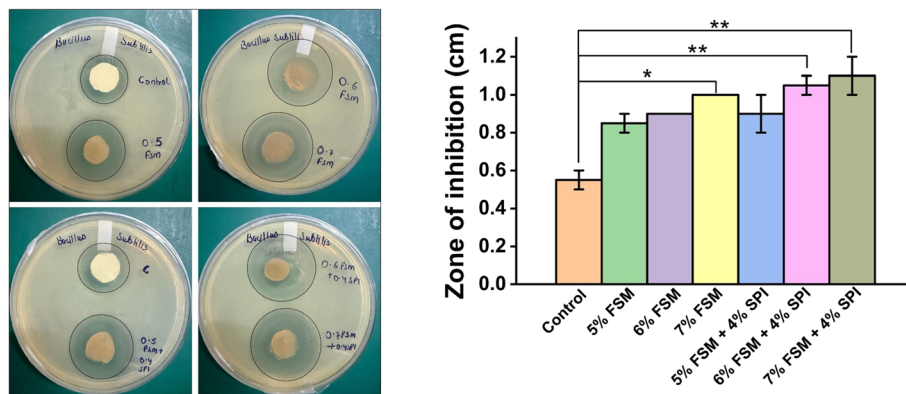 Bacillus Subtilis
Control
0.5
FSM
Bacillus Subtilis
0.6
FSM
0.7
FSM
Bacillus Subtilis
C
0.5
FSM+
0.4
SPI
Bacillus Subtilis
0.6 FSM
+0.4 SPI
0.7 FSM
+0.4 SPI
Zone of inhibition (cm)
1.2
1.0
0.8
0.6
0.4
1.2
0.0
**
**
*
Control
5% FSM
6% FSM
7% FSM
5% FSM + 4% SPI
6% FSM + 4% SPI
7% FSM + 4% SPI